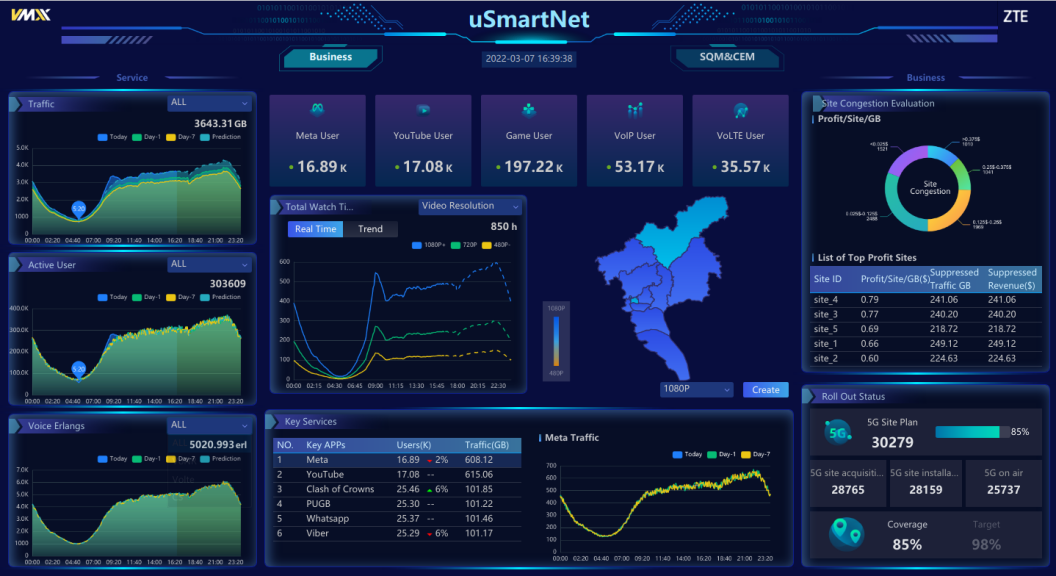 VMAX
uSmartNet
ZTE
Business
2022-03-07 16:39:38
SQM&CEM
Service
Business
Traffic
ALL
3643.31GB
Today Day-1 Day-7 Prediction
5.0K
4.0K
3.0K
2.0K
1000
0
5:20
00:00 02:20 04:40 07:00 09:20 11:40 14:00 16:20 18:40 21:00 23:20
Active User
ALL
303609
Today Day-1 Day-7 Prediction
4000.0K
3000.0K
2000.0K
1000.0K
0
5:20
00:00 02:20 04:40 07:00 09:20 11:40 14:00 16:20 18:40 21:00 23:20
Voice Erlangs
ALL
5020.993erl
Today Day-1 Day-7 Prediction
7.0K
6.0K
5.0K
4.0K
3.0K
2.0K
1000
0
00:00 02:20 04:40 07:00 09:20 11:40 14:00 16:20 18:40 21:00 23:20
Meta User
16.89 K
YouTube User
17.08 K
Game User
197.22 K
VoIP User
53.17 K
VoLTE User
35.57 K
Total Watch Ti...
Video Resolution
Real Time Trend
850 h
1080P+ 720P 480P-
600
500
400
300
200
100
0
00:00 02:15 04:30 06:45 09:00 11:15 13:30 15:45 18:00 20:15 22:30
1080P
480P
1080P
Create
Key Services
NO. Key APPs Users(K) Traffic(GB)
1 Meta 16.89 2% 608.12
2 YouTube 17.08 -- 615.06
3 Clash of Crowns 25.46 6% 101.85
4 PUGB 25.30 -- 101.22
5 Whatsapp 25.37 -- 101.46
6 Viber 25.29 6% 101.17
Meta Traffic
Today Day-1 Day-7
700
600
500
400
300
200
100
0
00:00 02:20 04:40 07:00 09:20 11:40 14:00 16:20 18:40 21:00 23:20
Site Congestion Evaluation
Profit/Site/GB
Site
Congestion
List of Top Profit Sites
Site ID Profit/Site/GB($) Suppressed Traffic GB Suppressed Revenue($)
site_4 0.79 241.06 241.06
site_3 0.77 240.20 240.20
site_5 0.69 218.72 218.72
site_1 0.66 249.12 249.12
site_2 0.60 224.63 224.63
Roll Out Status
5G
5G Site Plan
30279
85%
5G site acquisiti...
28765
5G site installa...
28159
5G on air
25737
Coverage
85%
Target
98%